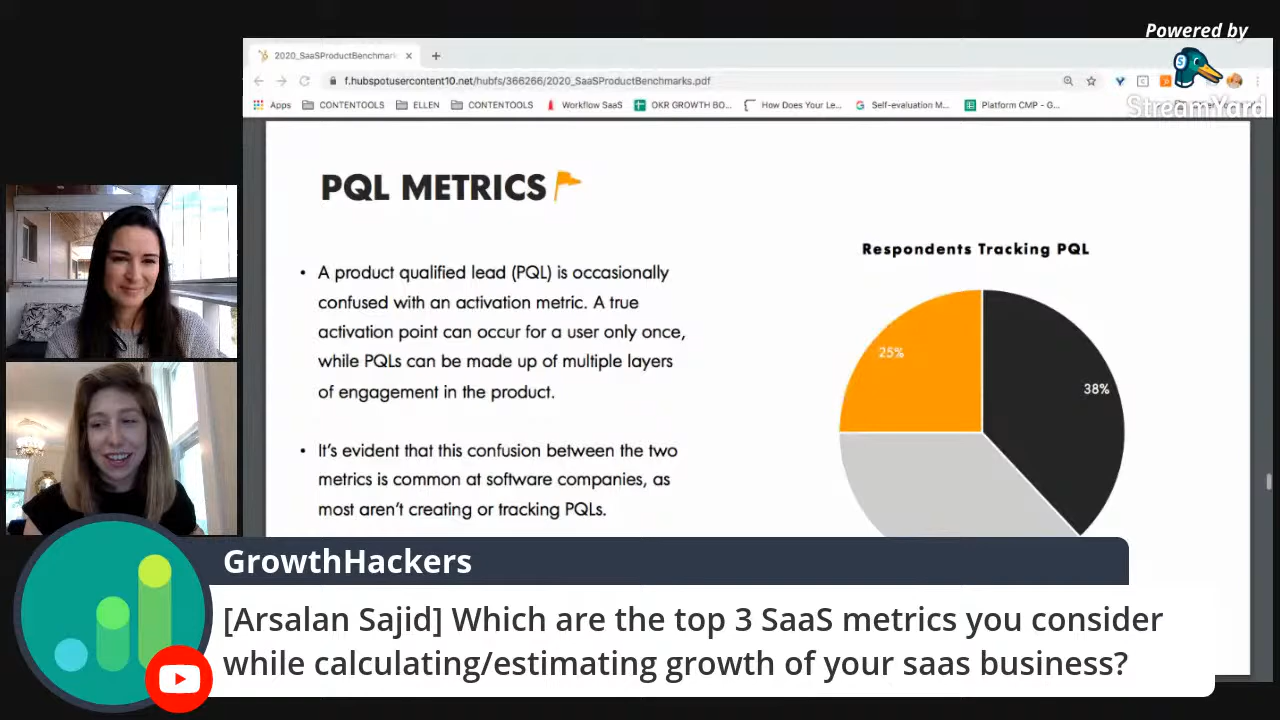 Powered by
StreamYard
2020_SaaSProductBenchmark
f.hubspotusercontent10.net/hubfs/366266/2020_SaaSProductBenchmarks.pdf
Apps CONTENTOOLS ELLEN CONTENTOOLS Workflow SaaS OKR GROWTH BO... How Does Your Le... Self-evaluation M... Platform CMP - G...
PQL METRICS
• A product qualified lead (PQL) is occasionally
confused with an activation metric. A true
activation point can occur for a user only once,
while PQLs can be made up of multiple layers
of engagement in the product.
• It's evident that this confusion between the two
metrics is common at software companies, as
most aren't creating or tracking PQLs.
Respondents Tracking PQL
25%
38%
GrowthHackers
[Arsalan Sajid] Which are the top 3 SaaS metrics you consider
while calculating/estimating growth of your saas business?